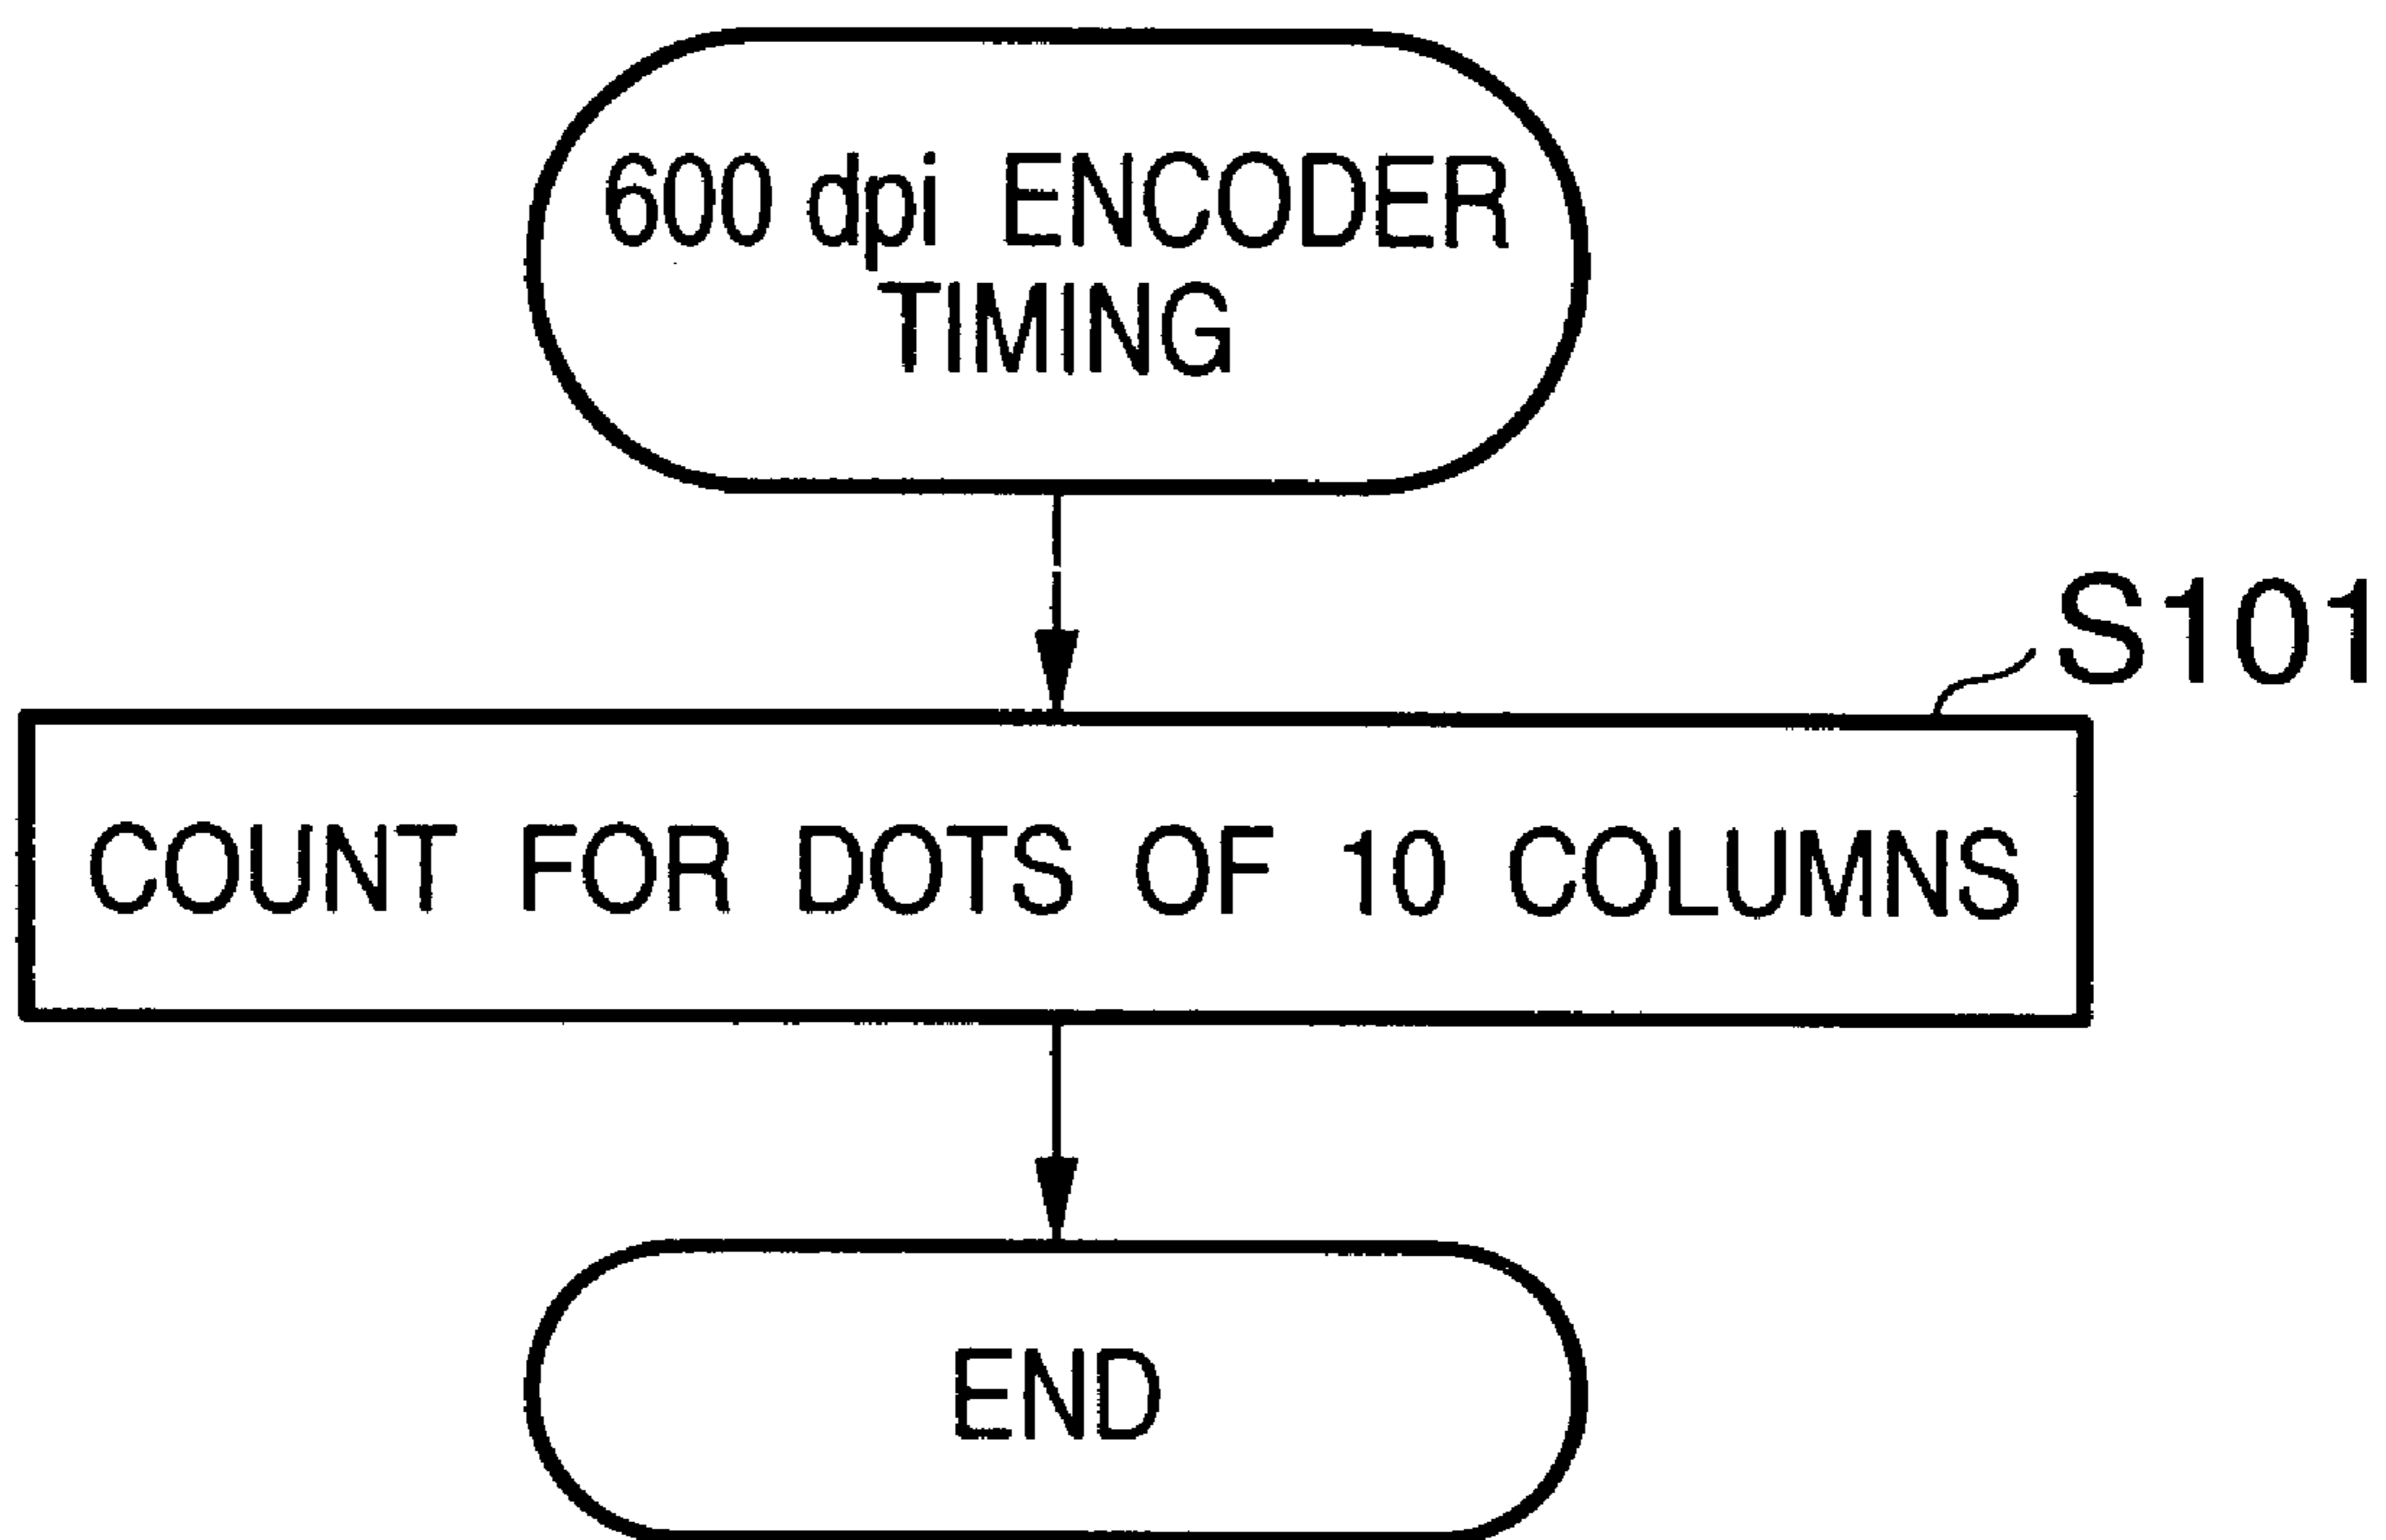 600 dpi ENCODER
TIMING
S101
COUNT FOR DOTS OF 10 COLUMNS
END